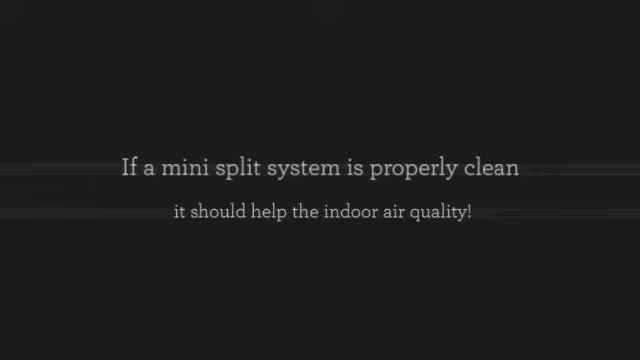 If a mini split system is properly clean
it should help the indoor air quality!